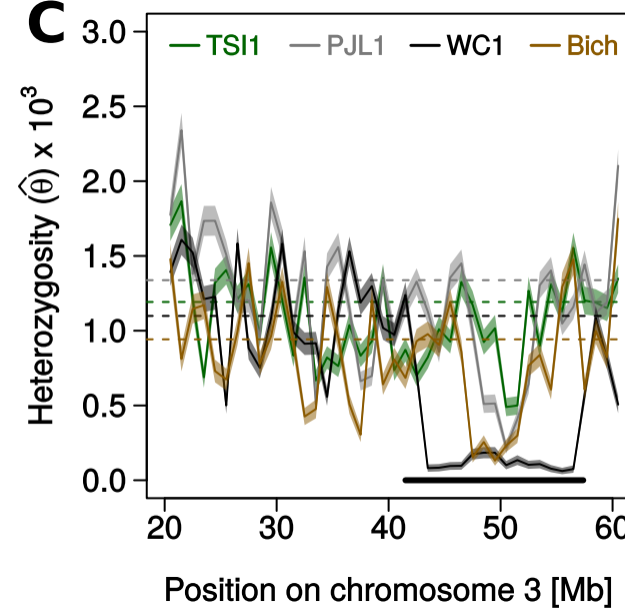 C
TSI1 PJL1 WC1 Bich
3.0
2.5
2.0
1.5
1.0
0.5
0.0
Heterozygosity (θ̂) x 10³
20 30 40 50 60
Position on chromosome 3 [Mb]